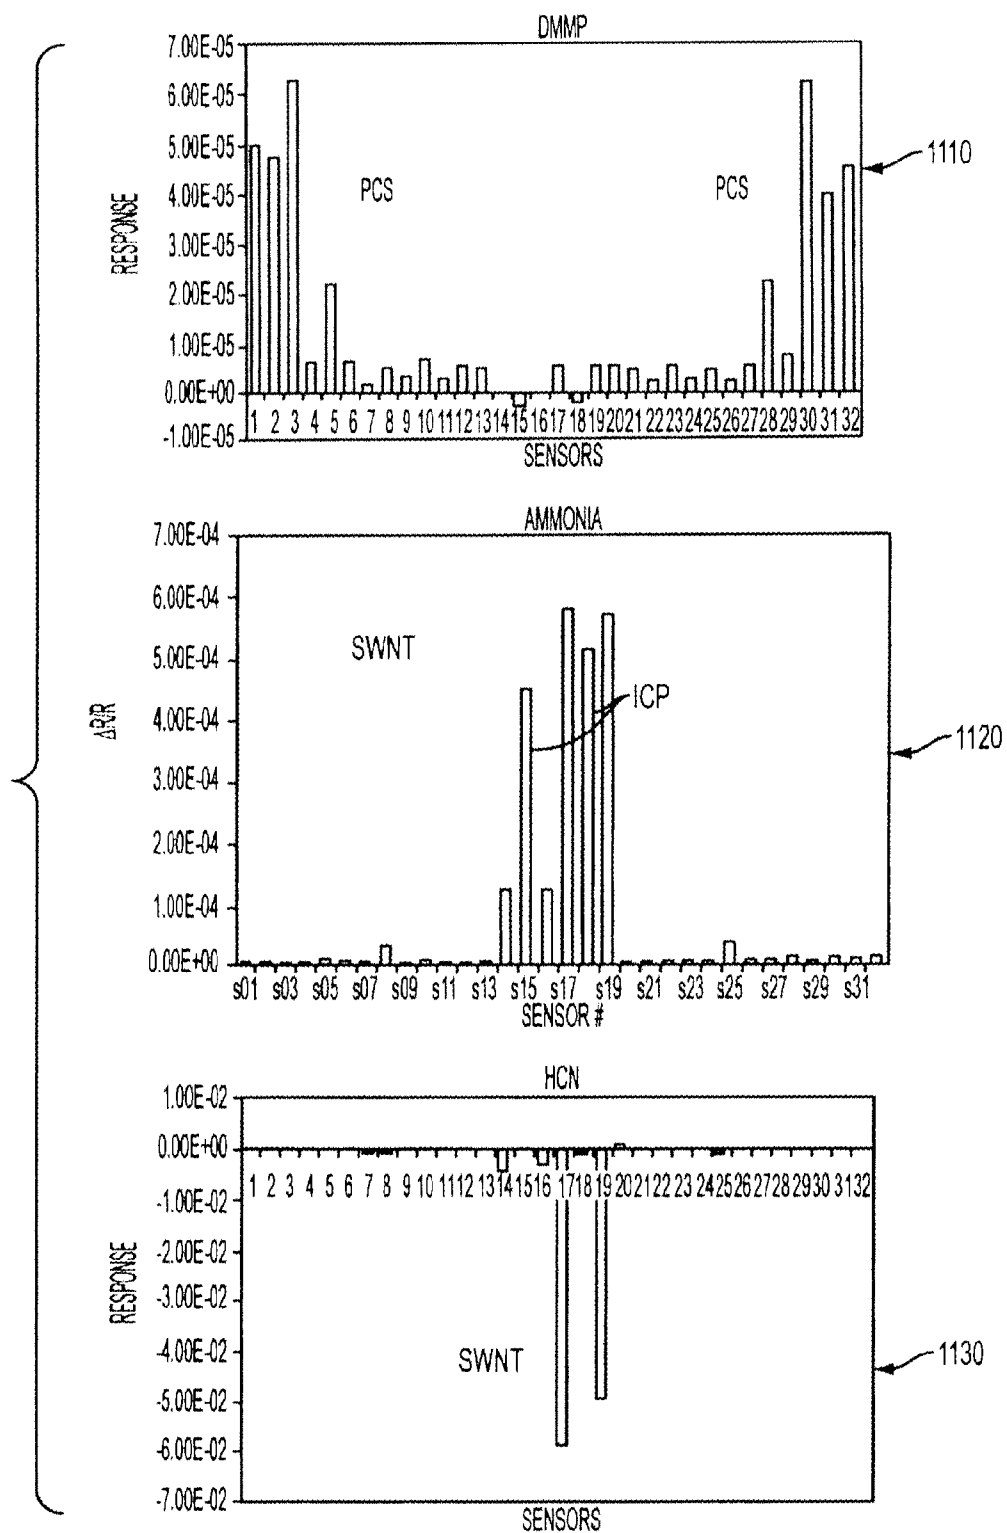 DMMP
7.00E-05
6.00E-05
5.00E-05
4.00E-05
3.00E-05
2.00E-05
1.00E-05
0.00E+00
-1.00E-05
RESPONSE
PCS PCS
1110
1 2 3 4 5 6 7 8 9 10 11 12 13 14 15 16 17 18 19 20 21 22 23 24 25 26 27 28 29 30 31 32
SENSORS
AMMONIA
7.00E-04
6.00E-04
5.00E-04
4.00E-04
3.00E-04
2.00E-04
1.00E-04
0.00E+00
ΔR/R
SWNT
ICP
1120
s01 s03 s05 s07 s09 s11 s13 s15 s17 s19 s21 s23 s25 s27 s29 s31
SENSOR #
HCN
1.00E-02
0.00E+00
-1.00E-02
-2.00E-02
-3.00E-02
-4.00E-02
-5.00E-02
-6.00E-02
-7.00E-02
RESPONSE
1 2 3 4 5 6 7 8 9 10 11 12 13 14 15 16 17 18 19 20 21 22 23 24 25 26 27 28 29 30 31 32
SWNT
1130
SENSORS